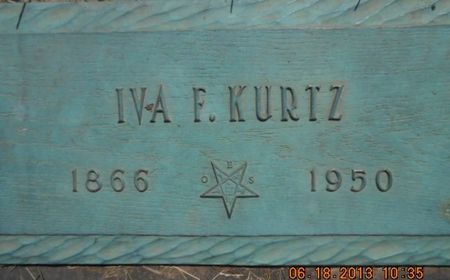 IVA F. KURTZ
O E S
1866 1950
06.18.2013 10:35